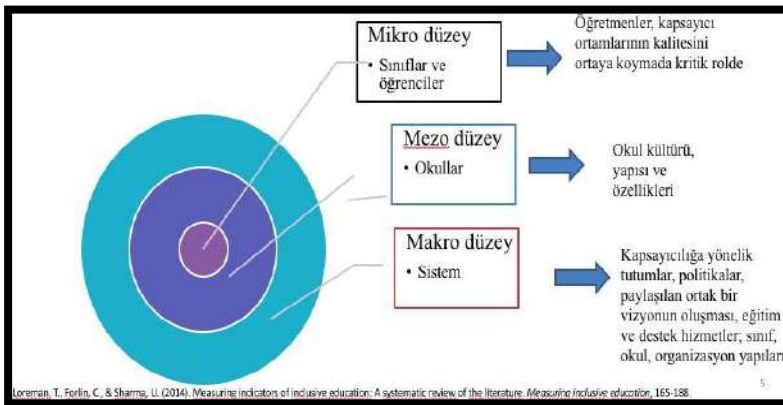 Mikro düzey
• Sınıflar ve
öğrenciler
Öğretmenler, kapsayıcı
ortamlarının kalitesini
ortaya koymada kritik rolde
Mezo düzey
• Okullar
Okul kültürü,
yapısı ve
özellikleri
Makro düzey
• Sistem
Kapsayıcılığa yönelik
tutumlar, politikalar,
paylaşılan ortak bir
vizyonun oluşması, eğitim
ve destek hizmetler; sınıf,
okul, organizasyon yapıları
5
Loreman, T., Forlin, C., & Sharma, U. (2014). Measuring indicators of inclusive education: A systematic review of the literature. Measuring inclusive education, 165-188.